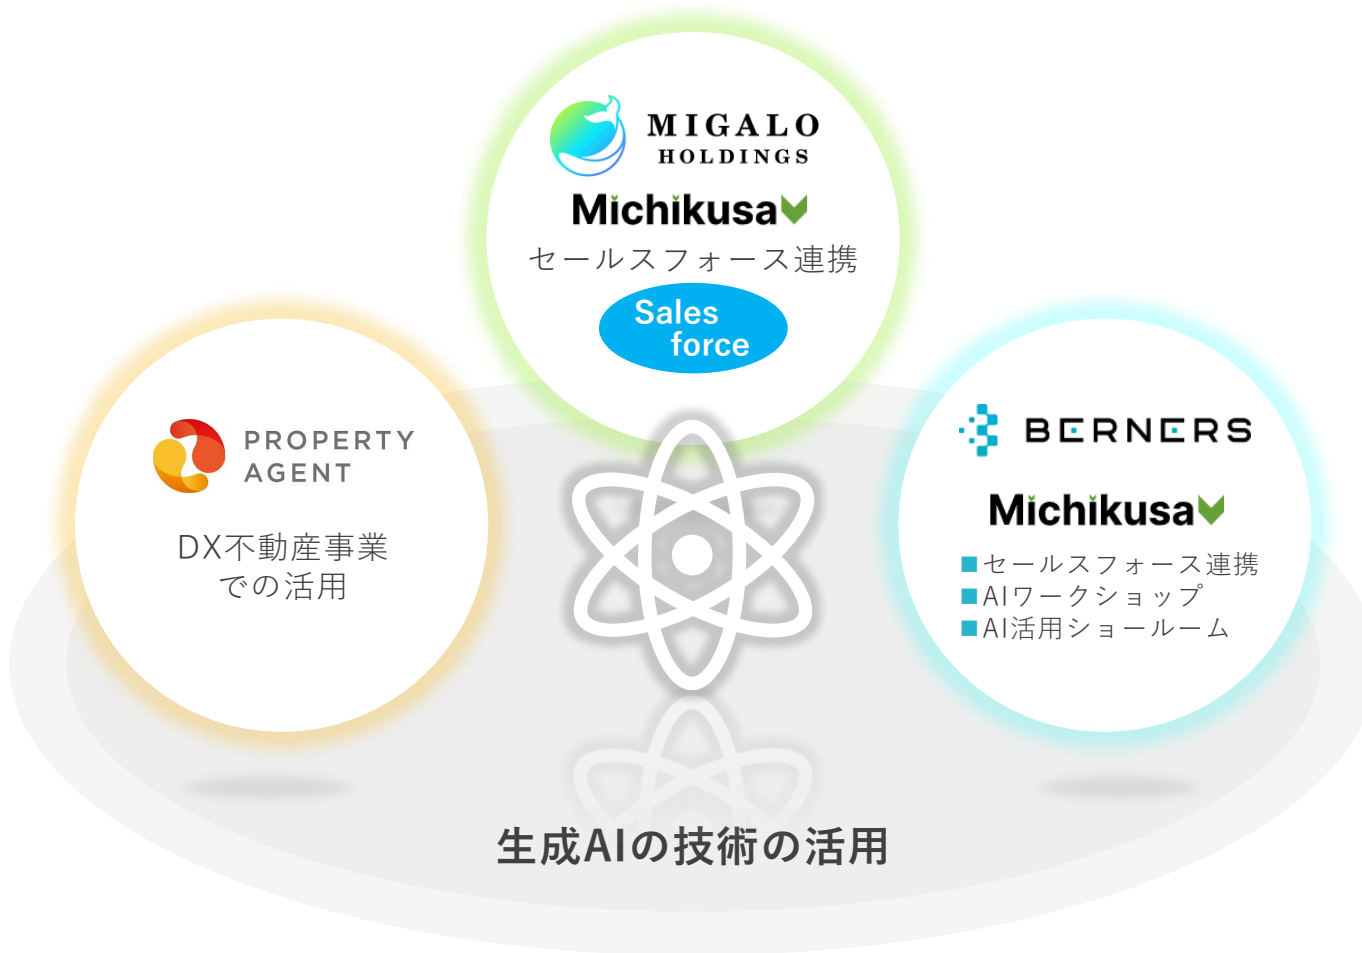 MIGALO
HOLDINGS
Michikusa
セールスフォース連携
Sales
force
PROPERTY
AGENT
DX不動産事業
での活用
BERNERS
Michikusa
■セールスフォース連携
■AIワークショップ
■AI活用ショールーム
生成AIの技術の活用